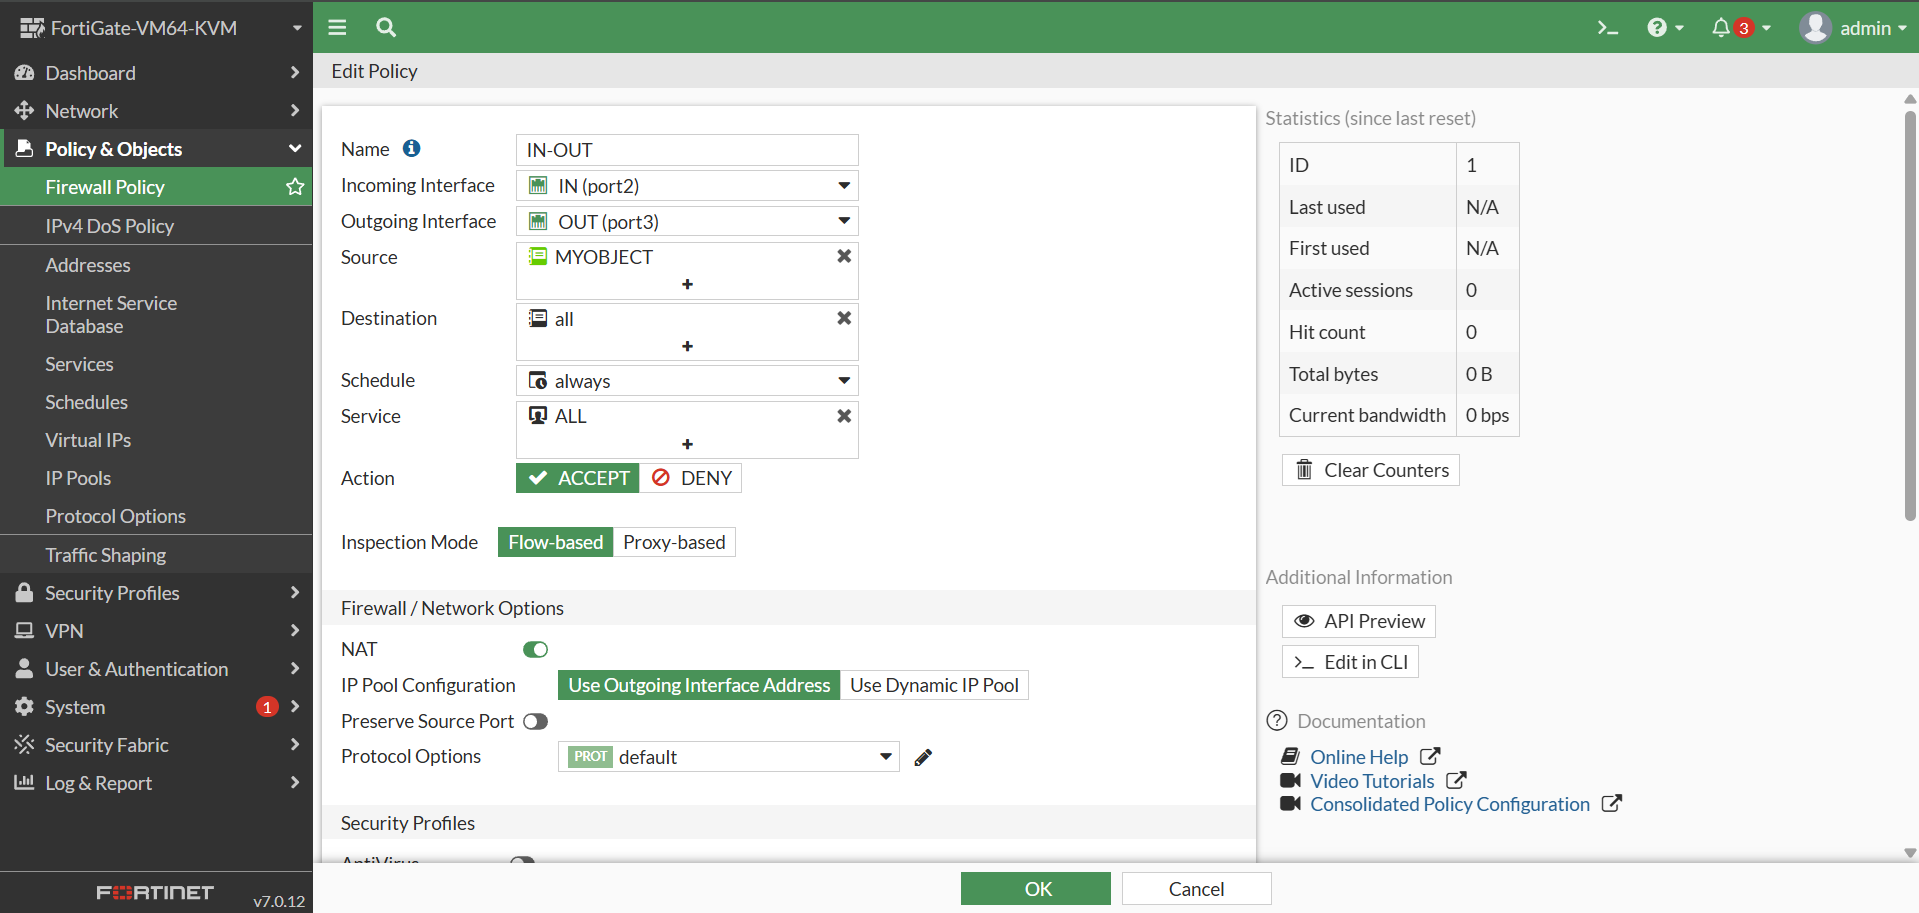 FortiGate-VM64-KVM
3
admin
Dashboard
Network
Policy & Objects
Firewall Policy
IPv4 DoS Policy
Addresses
Internet Service
Database
Services
Schedules
Virtual IPs
IP Pools
Protocol Options
Traffic Shaping
Security Profiles
VPN
User & Authentication
System 1
Security Fabric
Log & Report
FORTINET
v7.0.12
Edit Policy
Name IN-OUT
Incoming Interface IN (port2)
Outgoing Interface OUT (port3)
Source MYOBJECT
+
Destination all
+
Schedule always
Service ALL
+
Action ACCEPT DENY
Inspection Mode Flow-based Proxy-based
Firewall / Network Options
NAT
IP Pool Configuration Use Outgoing Interface Address Use Dynamic IP Pool
Preserve Source Port
Protocol Options PROT default
Security Profiles
AntiVirus
OK Cancel
Statistics (since last reset)
ID 1
Last used N/A
First used N/A
Active sessions 0
Hit count 0
Total bytes 0 B
Current bandwidth 0 bps
Clear Counters
Additional Information
API Preview
>_ Edit in CLI
Documentation
Online Help
Video Tutorials
Consolidated Policy Configuration